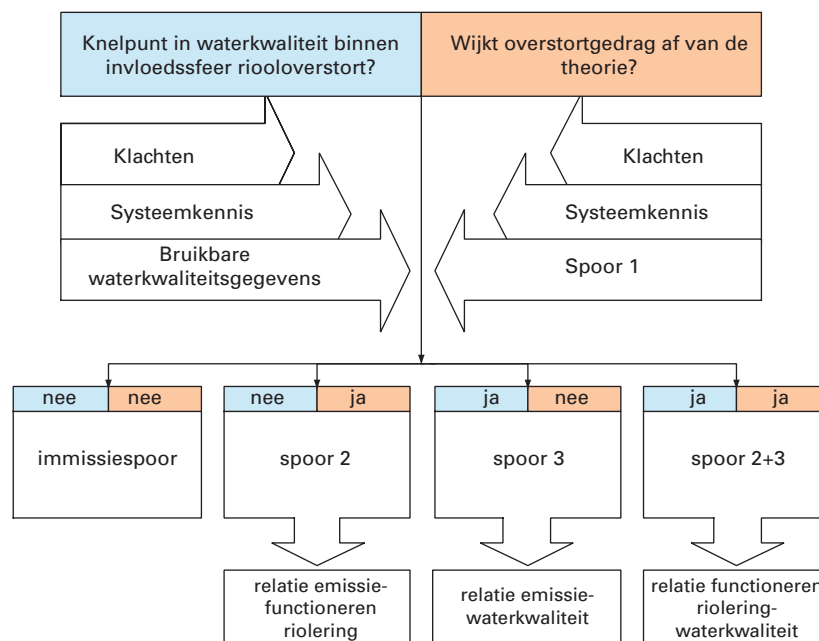 Knelpunt in waterkwaliteit binnen
invloedssfeer riooloverstort?
Wijkt overstortgedrag af van de
theorie?
Klachten
Klachten
Systeemkennis
Systeemkennis
Bruikbare
waterkwaliteitsgegevens
Spoor 1
nee nee
nee ja
ja nee
ja ja
immissiespoor
spoor 2
spoor 3
spoor 2+3
relatie emissie-
functioneren
riolering
relatie emissie-
waterkwaliteit
relatie functioneren
riolering-
waterkwaliteit